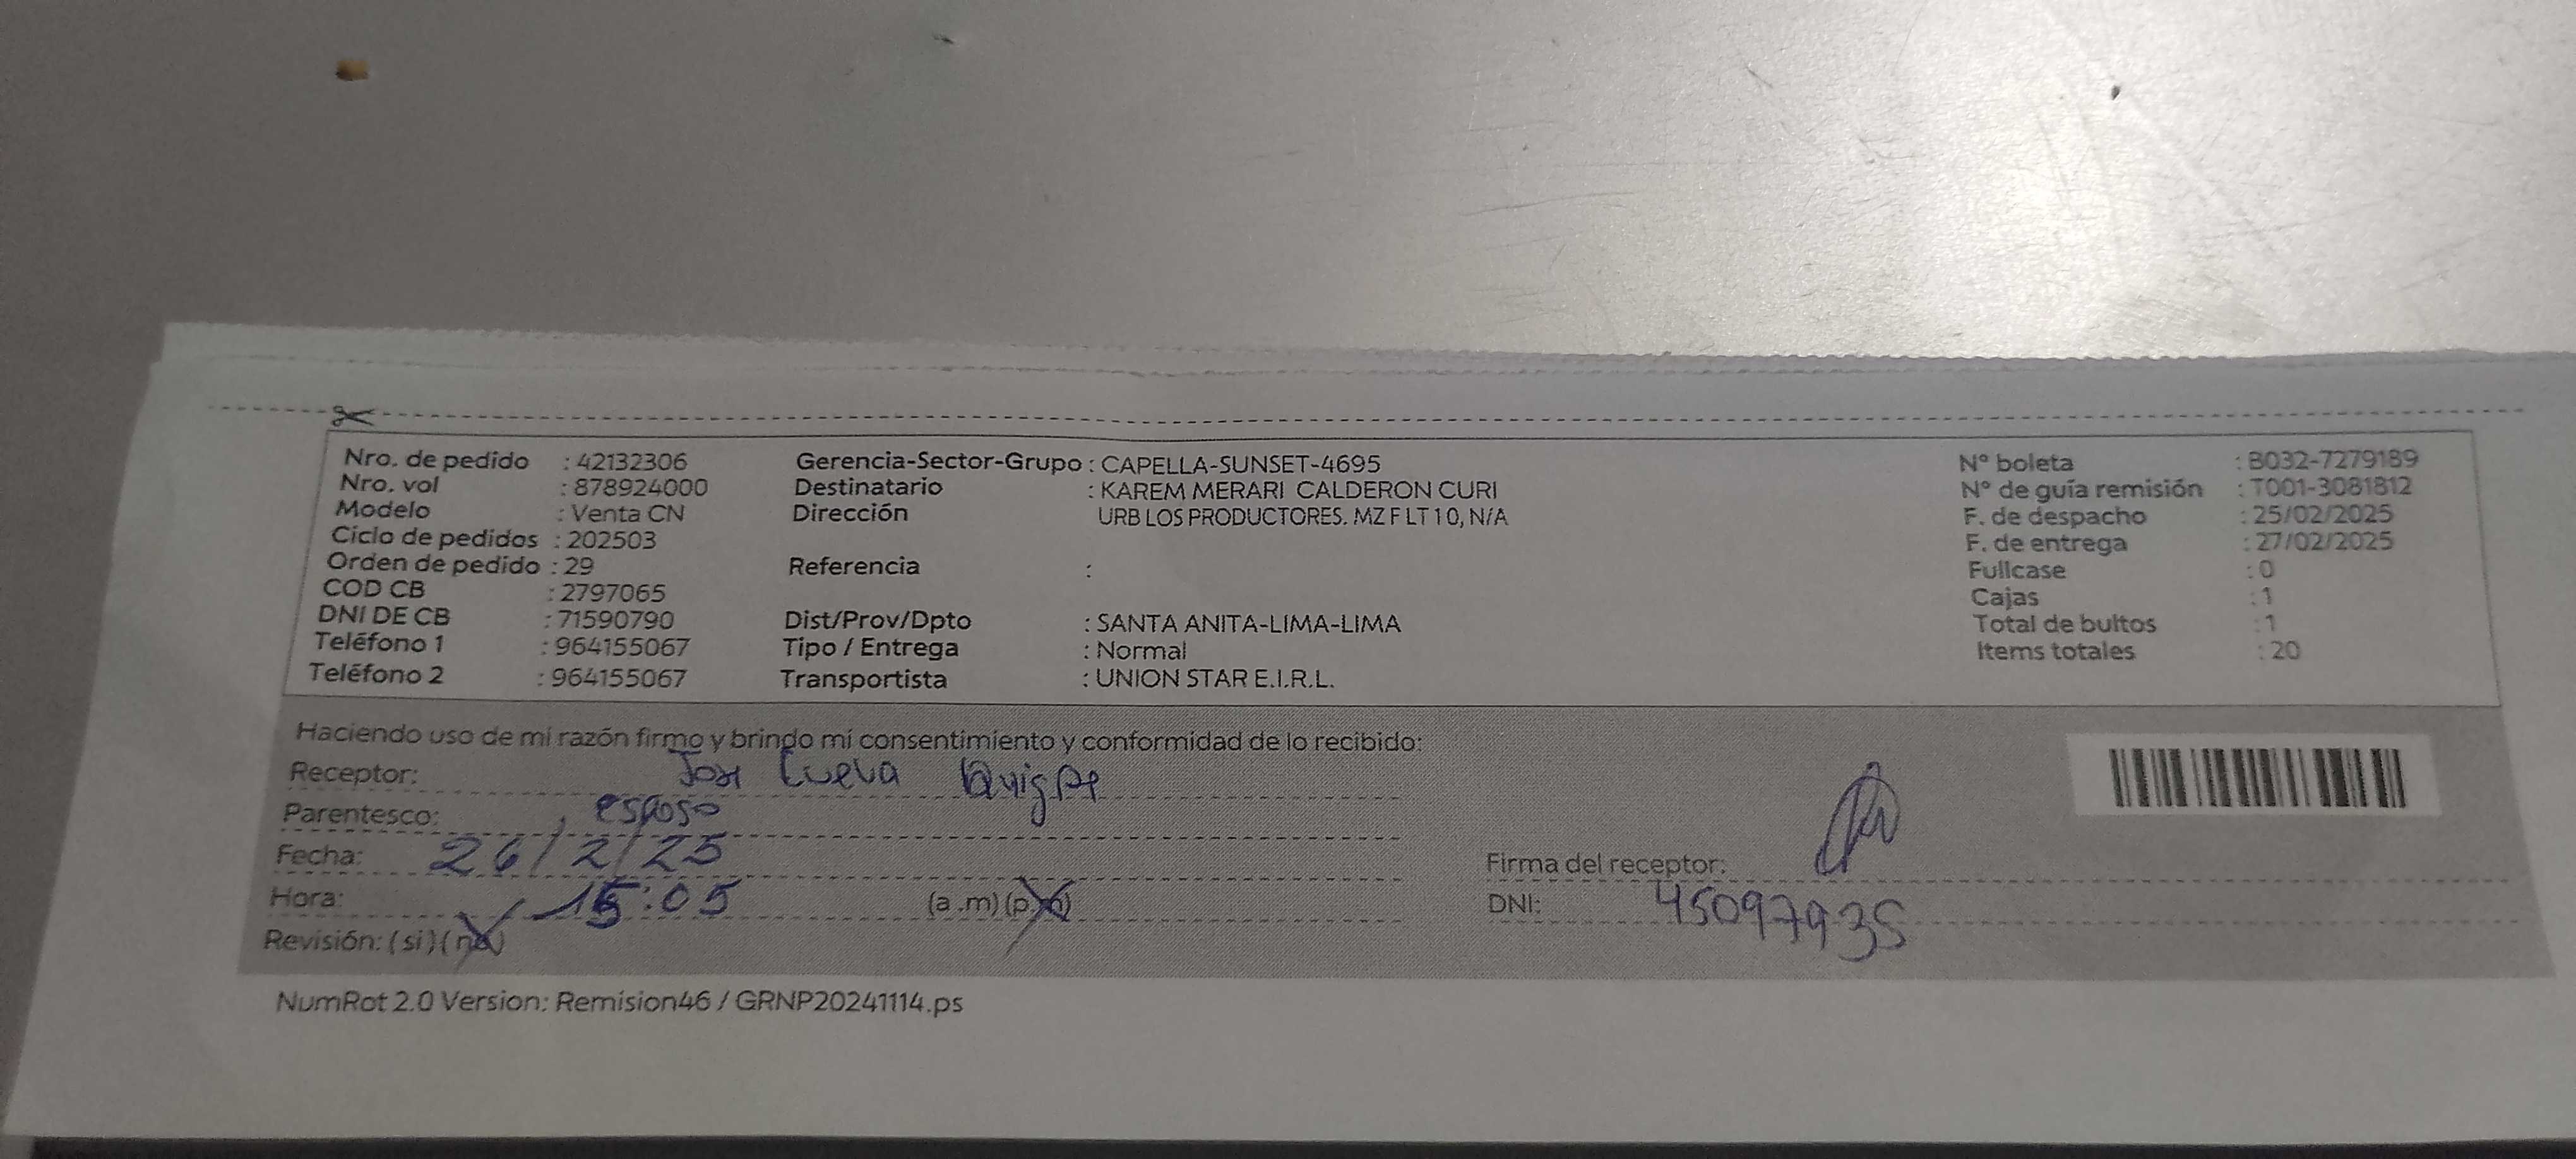 Nro. de pedido : 42132306 Gerencia-Sector-Grupo : CAPELLA-SUNSET-4695 N° boleta : B032-7279189
Nro. vol : 878924000 Destinatario : KAREM MERARI CALDERON CURI N° de guía remisión : T001-3081812
Modelo : Venta CN Dirección URB LOS PRODUCTORES. MZ F LT 10, N/A F. de despacho : 25/02/2025
Ciclo de pedidos : 202503 F. de entrega : 27/02/2025
Orden de pedido : 29 Referencia : Fullcase : 0
COD CB : 2797065 Cajas : 1
DNI DE CB : 71590790 Dist/Prov/Dpto : SANTA ANITA-LIMA-LIMA Total de bultos : 1
Teléfono 1 : 964155067 Tipo / Entrega : Normal Items totales : 20
Teléfono 2 : 964155067 Transportista : UNION STAR E.I.R.L.
Haciendo uso de mi razón firmo y brindo mi consentimiento y conformidad de lo recibido:
Receptor: Jose Cueva Quispe
Parentesco: esposo
Fecha: 26/2/25 Firma del receptor:
Hora: 15:05 (a .m) (p.m) DNI: 45097935
Revisión: ( si ) ( no )
NumRot 2.0 Version: Remision46 / GRNP20241114.ps